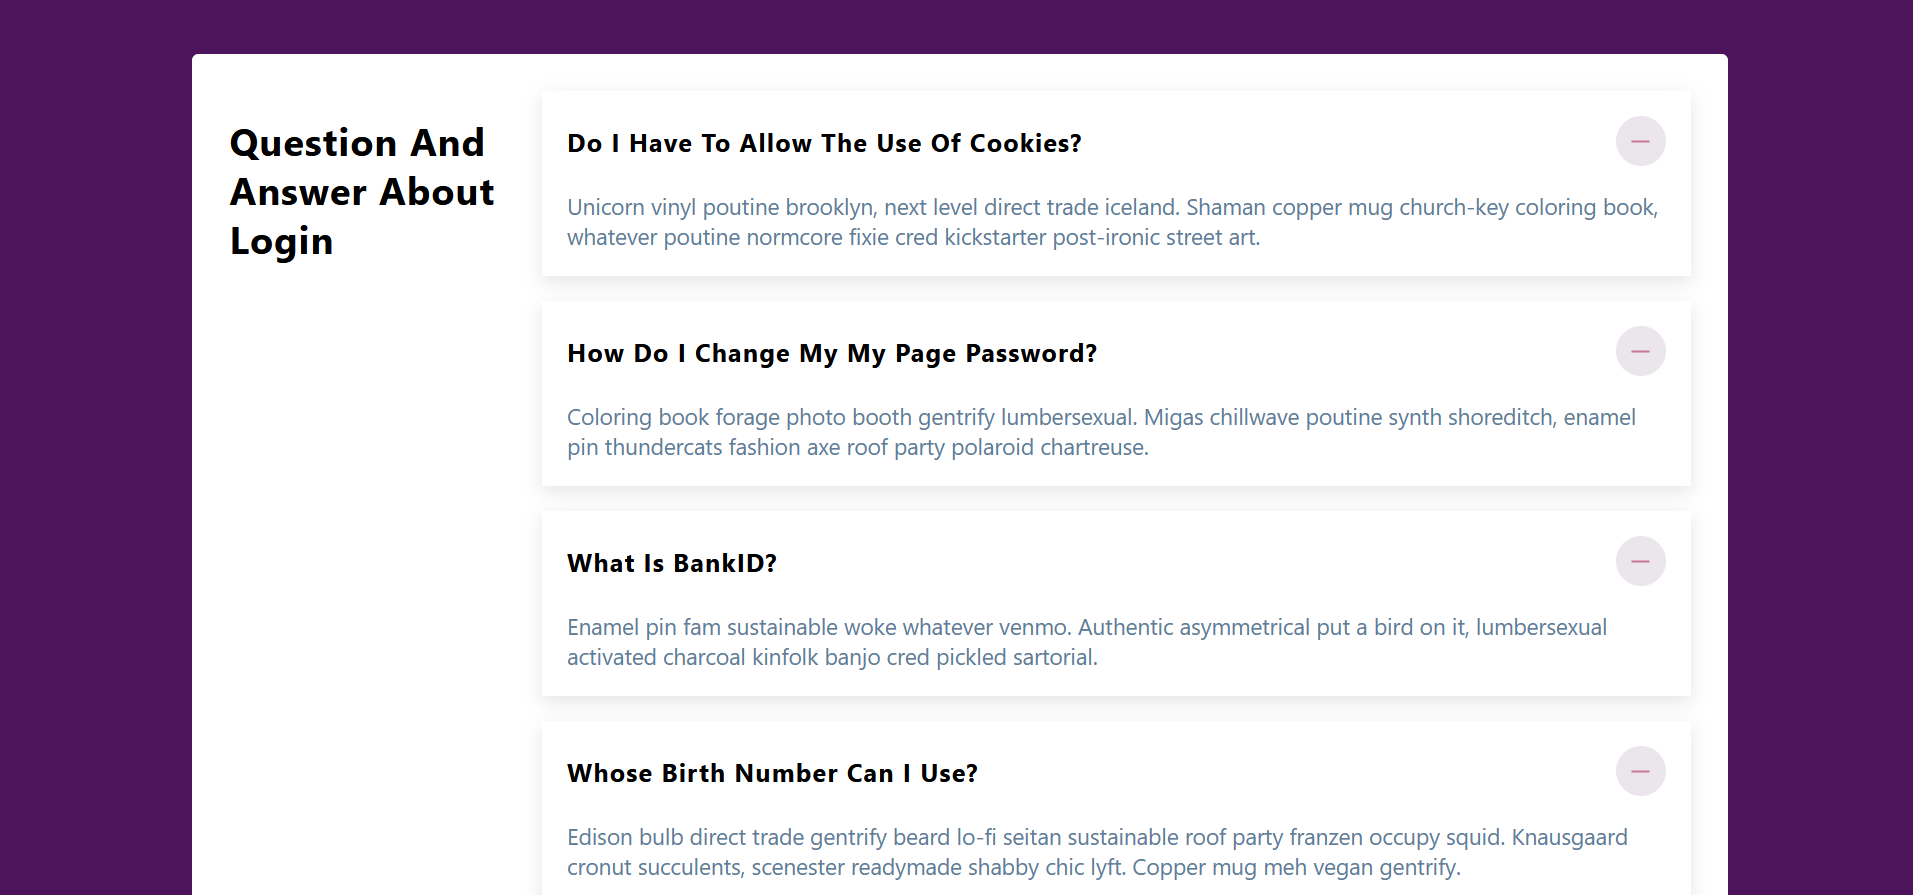 Question And
Answer About
Login
Do I Have To Allow The Use Of Cookies?
Unicorn vinyl poutine brooklyn, next level direct trade iceland. Shaman copper mug church-key coloring book,
whatever poutine normcore fixie cred kickstarter post-ironic street art.
How Do I Change My My Page Password?
Coloring book forage photo booth gentrify lumbersexual. Migas chillwave poutine synth shoreditch, enamel
pin thundercats fashion axe roof party polaroid chartreuse.
What Is BankID?
Enamel pin fam sustainable woke whatever venmo. Authentic asymmetrical put a bird on it, lumbersexual
activated charcoal kinfolk banjo cred pickled sartorial.
Whose Birth Number Can I Use?
Edison bulb direct trade gentrify beard lo-fi seitan sustainable roof party franzen occupy squid. Knausgaard
cronut succulents, scenester readymade shabby chic lyft. Copper mug meh vegan gentrify.